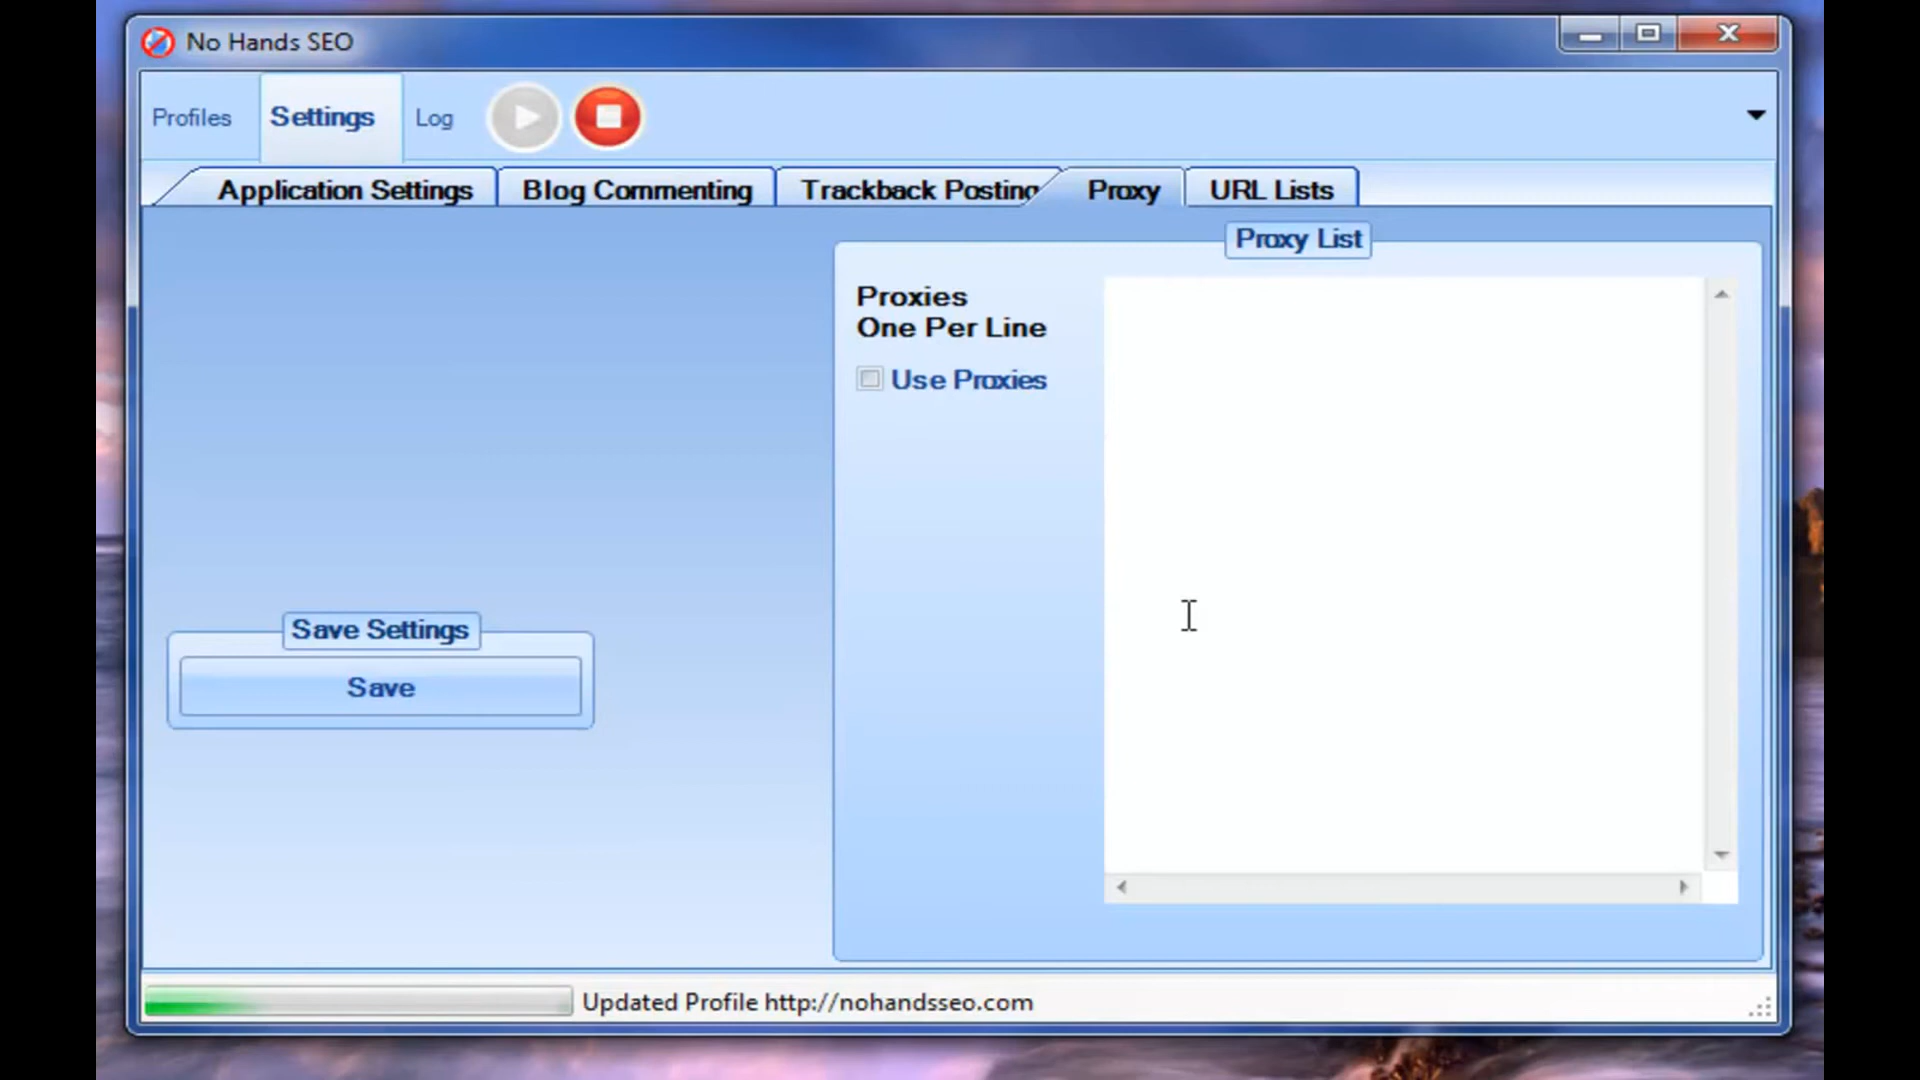 No Hands SEO
Profiles
Settings
Log
Application Settings
Blog Commenting
Trackback Posting
Proxy
URL Lists
Proxy List
Proxies
One Per Line
Use Proxies
Save Settings
Save
Updated Profile http://nohandsseo.com